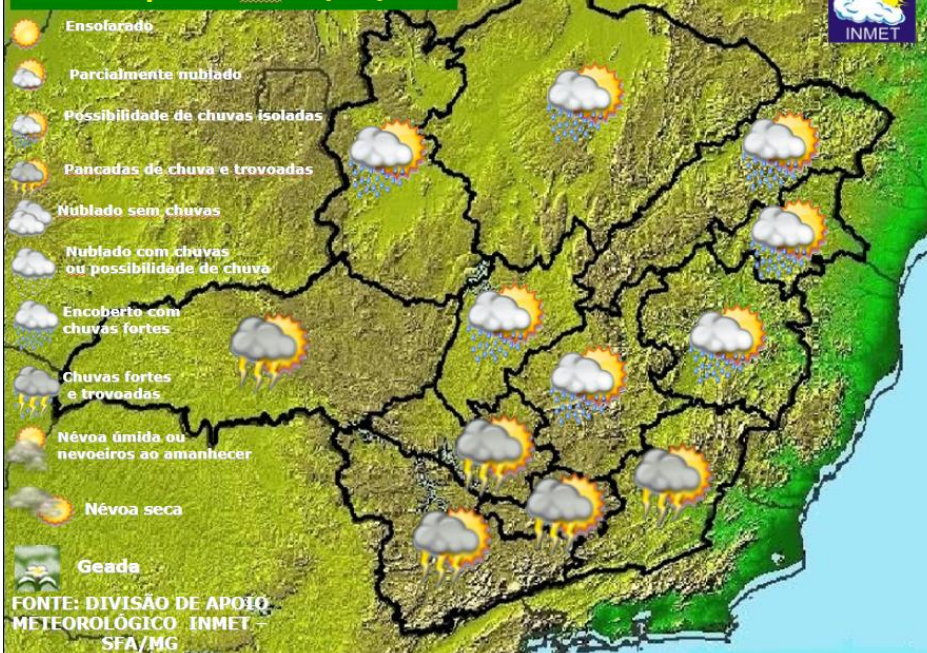 INMET
Ensolarado
Parcialmente nublado
Possibilidade de chuvas isoladas
Pancadas de chuva e trovoadas
Nublado sem chuvas
Nublado com chuvas
ou possibilidade de chuva
Encoberto com
chuvas fortes
Chuvas fortes
e trovoadas
Névoa úmida ou
nevoeiros ao amanhecer
Névoa seca
Geada
FONTE: DIVISÃO DE APOIO
METEOROLÓGICO INMET -
SFA/MG